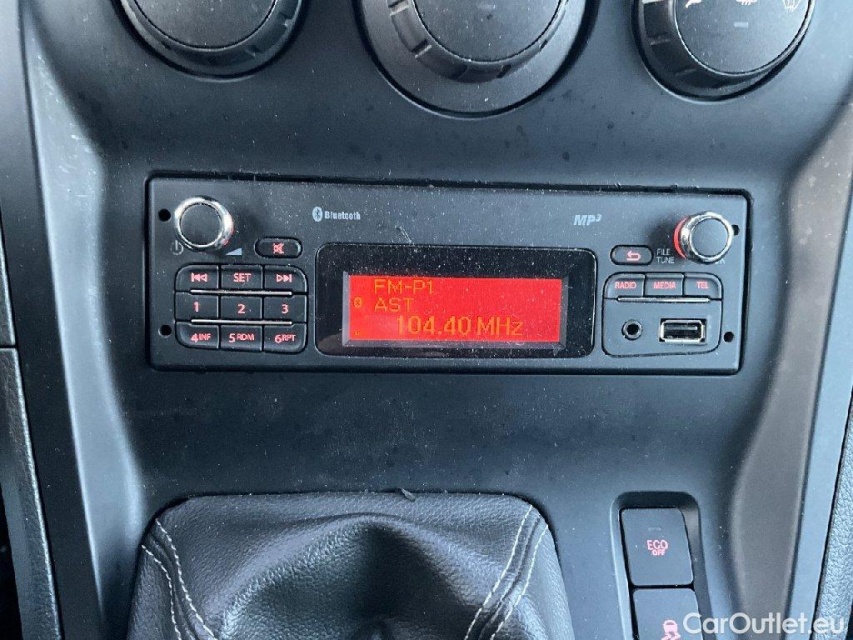 Bluetooth
MP3
FILE
TUNE
SET
1 2 3
4INF 5RDM 6RPT
FM-P1
AST
104.40 MHz
RADIO MEDIA TEL
ECO
OFF
CarOutlet.eu